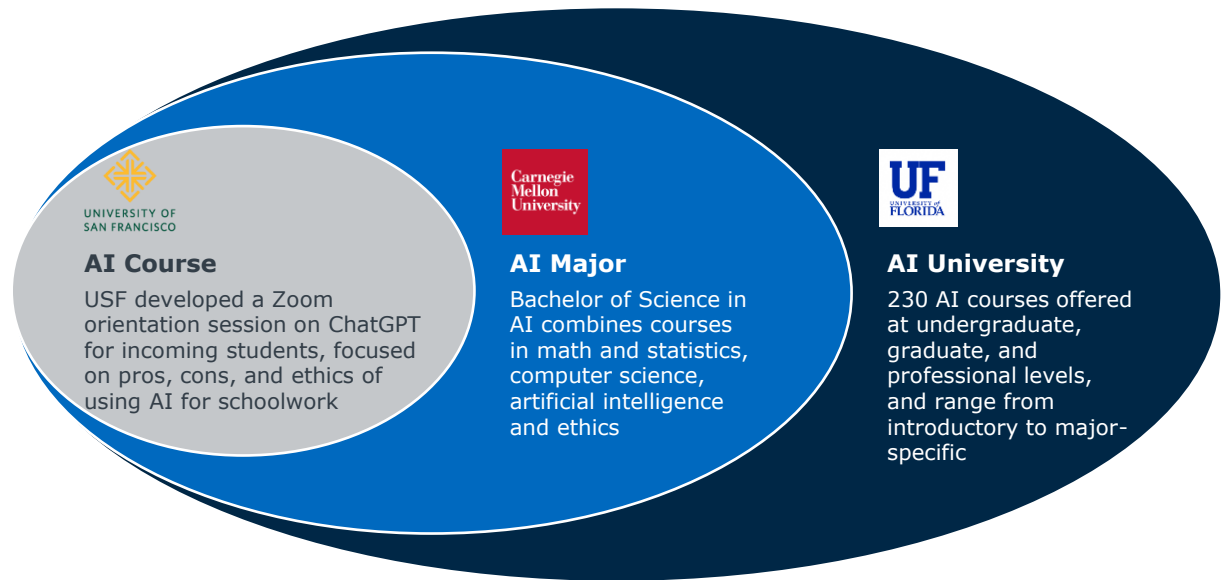 UNIVERSITY OF
SAN FRANCISCO
AI Course
USF developed a Zoom
orientation session on ChatGPT
for incoming students, focused
on pros, cons, and ethics of
using AI for schoolwork
Carnegie
Mellon
University
AI Major
Bachelor of Science in
AI combines courses
in math and statistics,
computer science,
artificial intelligence
and ethics
UF
UNIVERSITY of
FLORIDA
AI University
230 AI courses offered
at undergraduate,
graduate, and
professional levels,
and range from
introductory to major-
specific